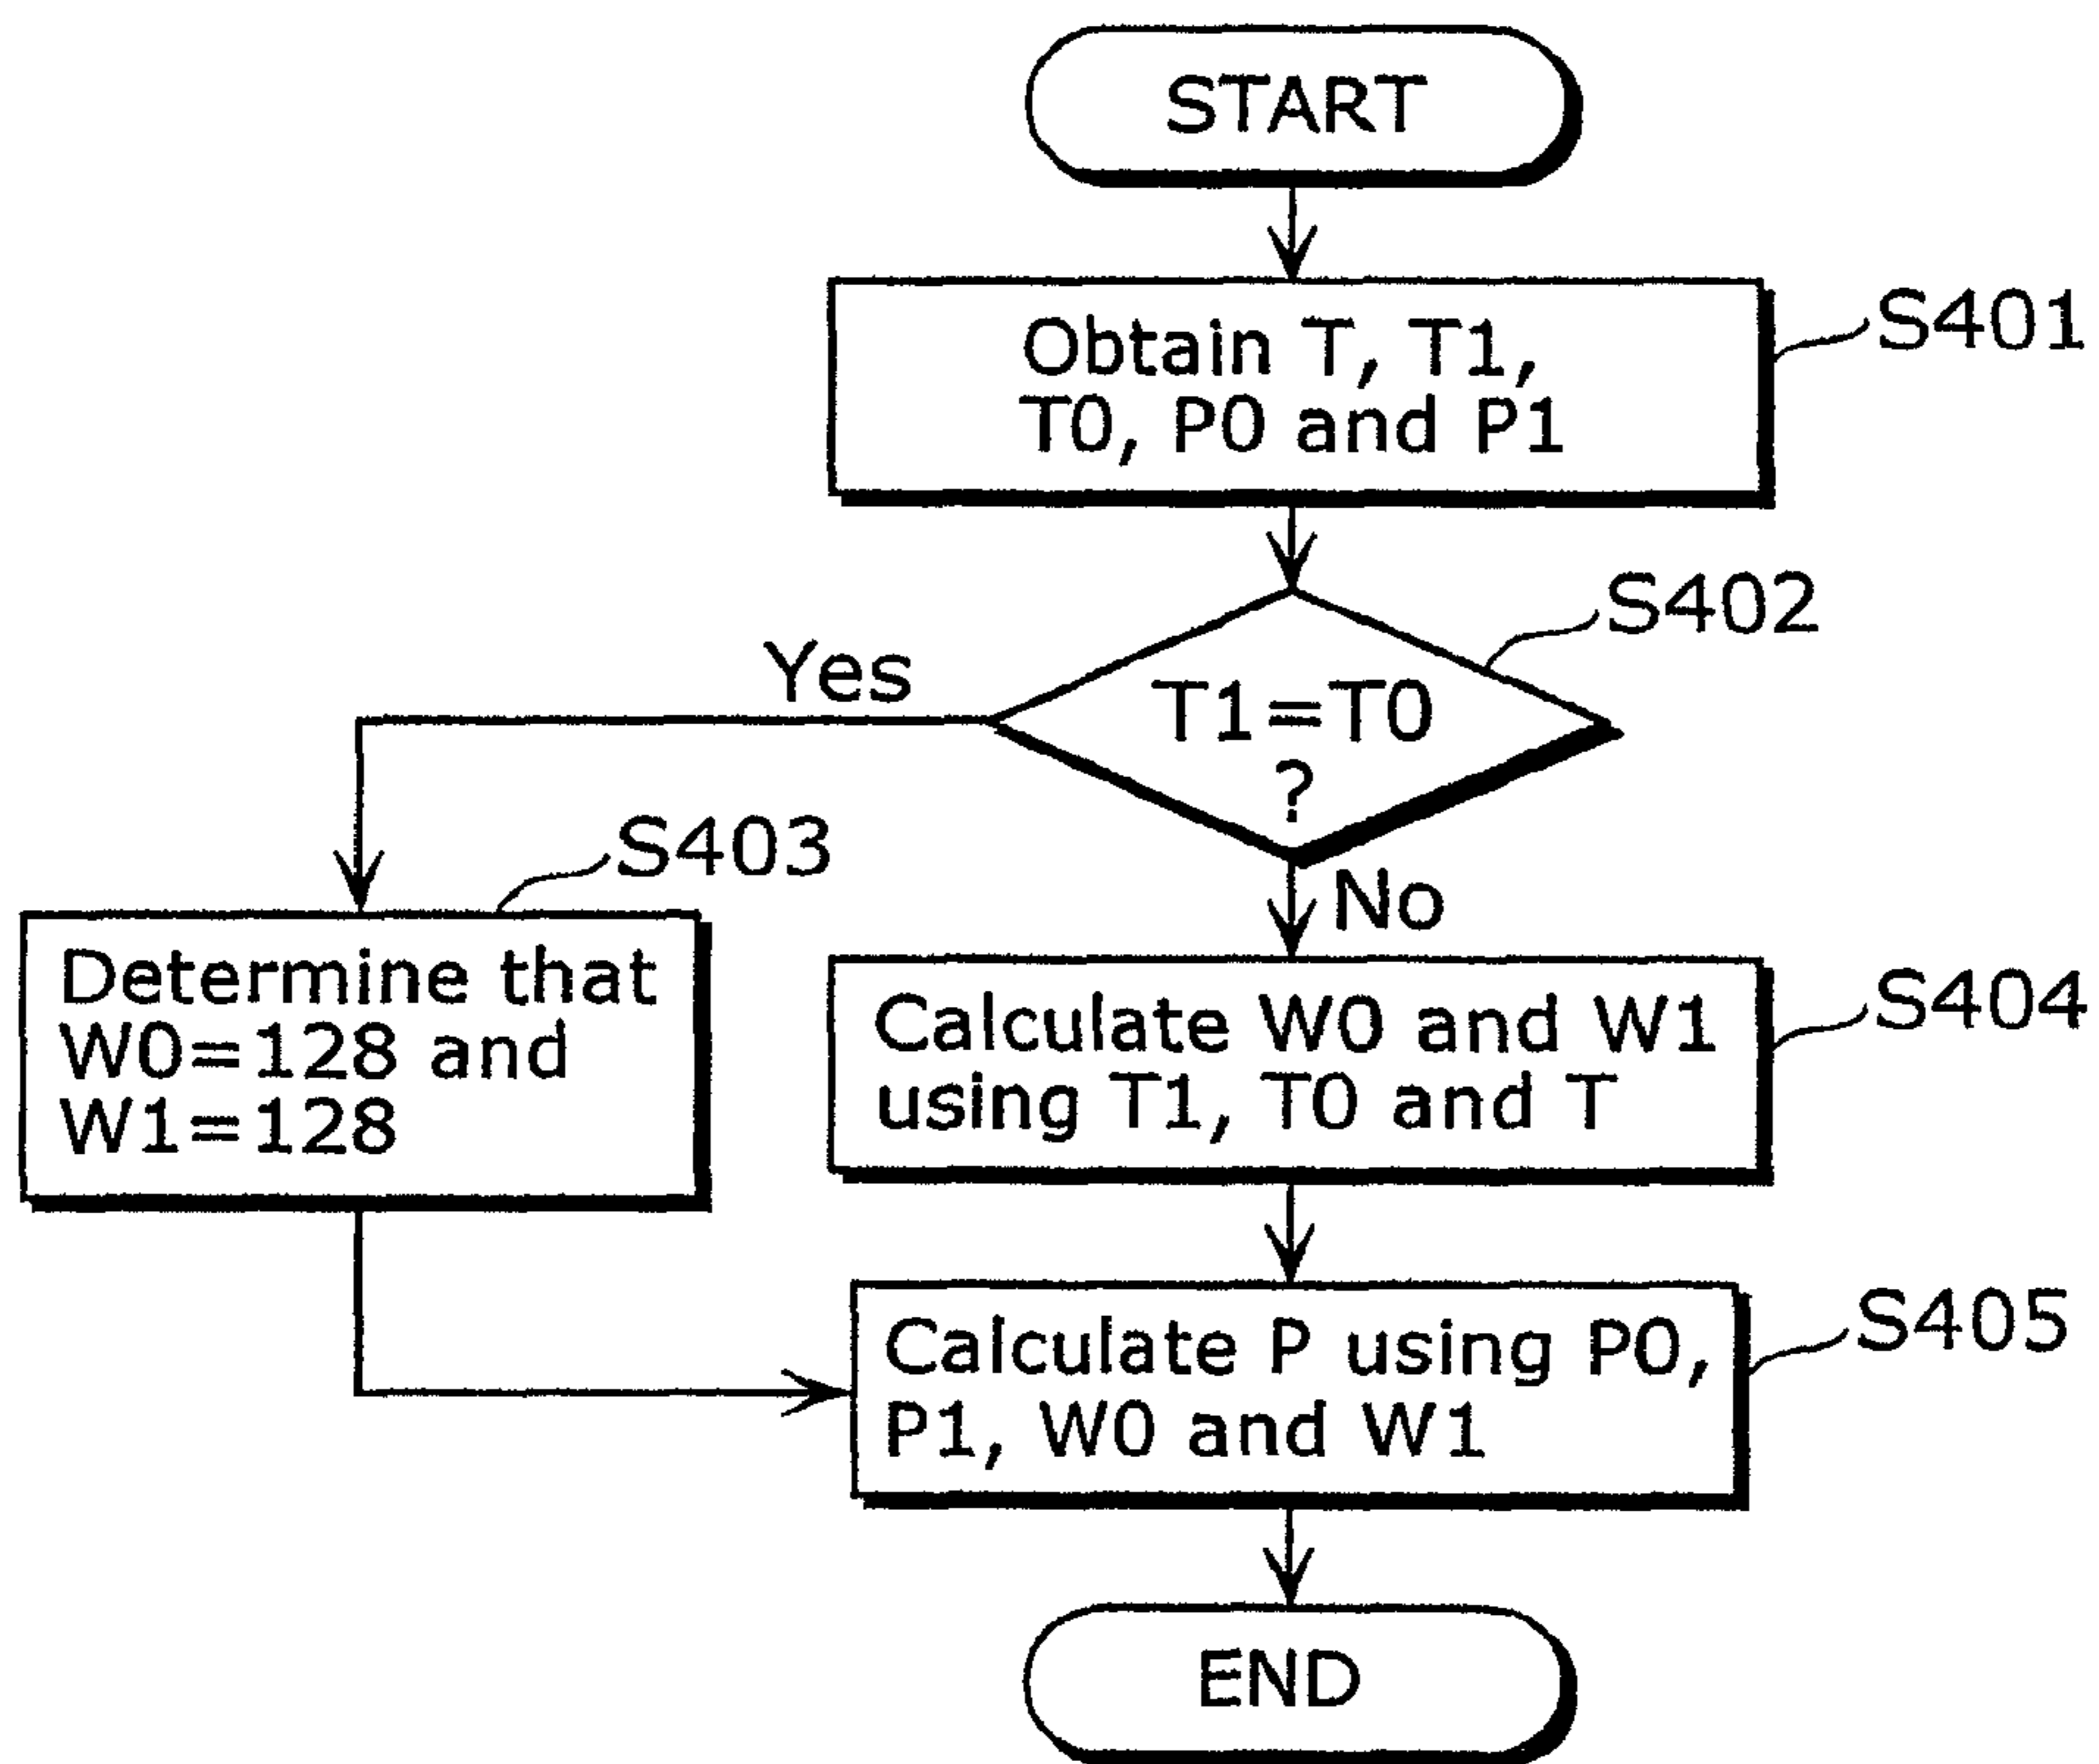 START
Obtain T, T1,
T0, P0 and P1
S401
S402
T1=T0
?
Yes
No
S403
Determine that
W0=128 and
W1=128
Calculate W0 and W1
using T1, T0 and T
S404
Calculate P using P0,
P1, W0 and W1
S405
END